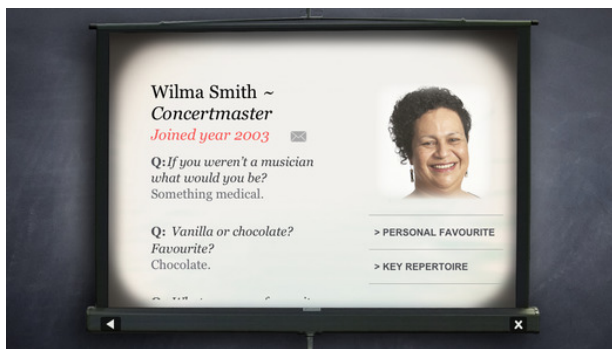 Wilma Smith ~
Concertmaster
Joined year 2003
Q: If you weren't a musician
what would you be?
Something medical.
Q: Vanilla or chocolate?
Favourite?
Chocolate.
> PERSONAL FAVOURITE
> KEY REPERTOIRE
X